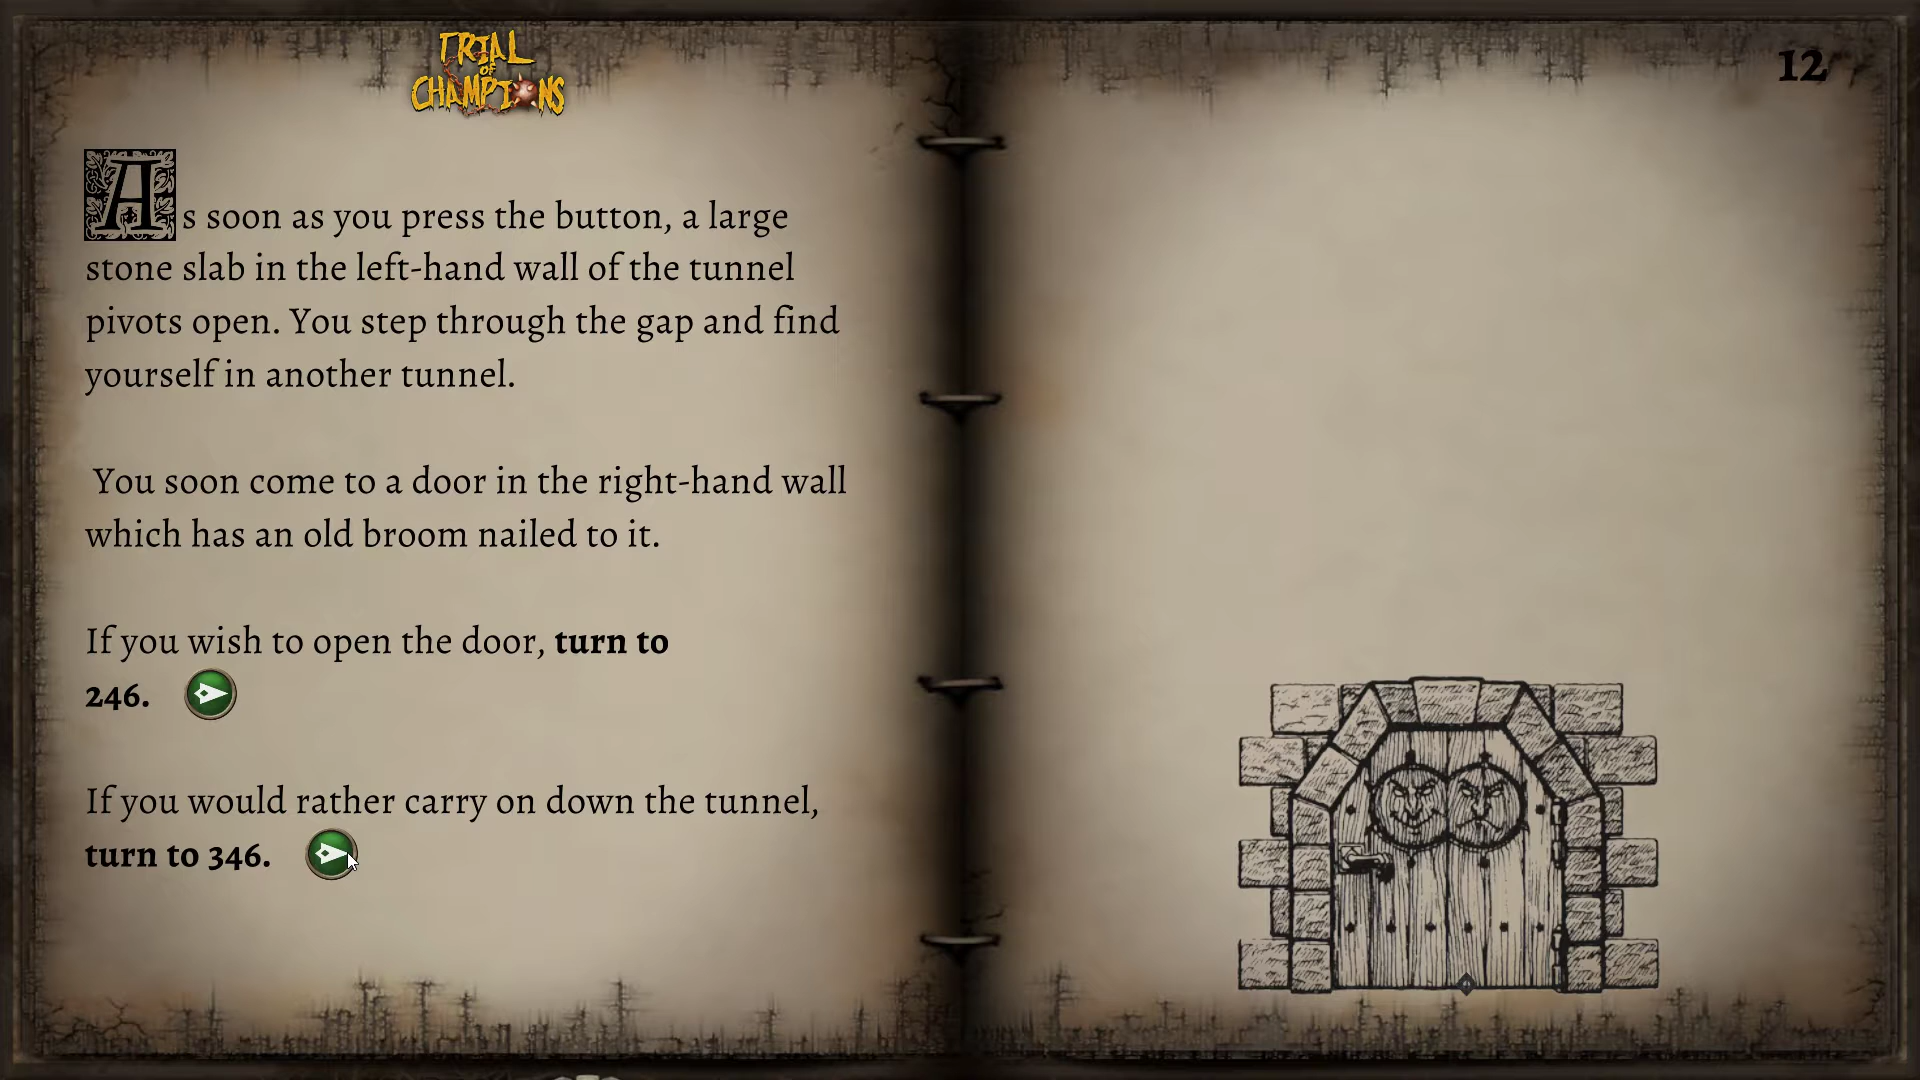 TRIAL
OF
CHAMPIONS
12
As soon as you press the button, a large
stone slab in the left-hand wall of the tunnel
pivots open. You step through the gap and find
yourself in another tunnel.
You soon come to a door in the right-hand wall
which has an old broom nailed to it.
If you wish to open the door, turn to
246.
If you would rather carry on down the tunnel,
turn to 346.